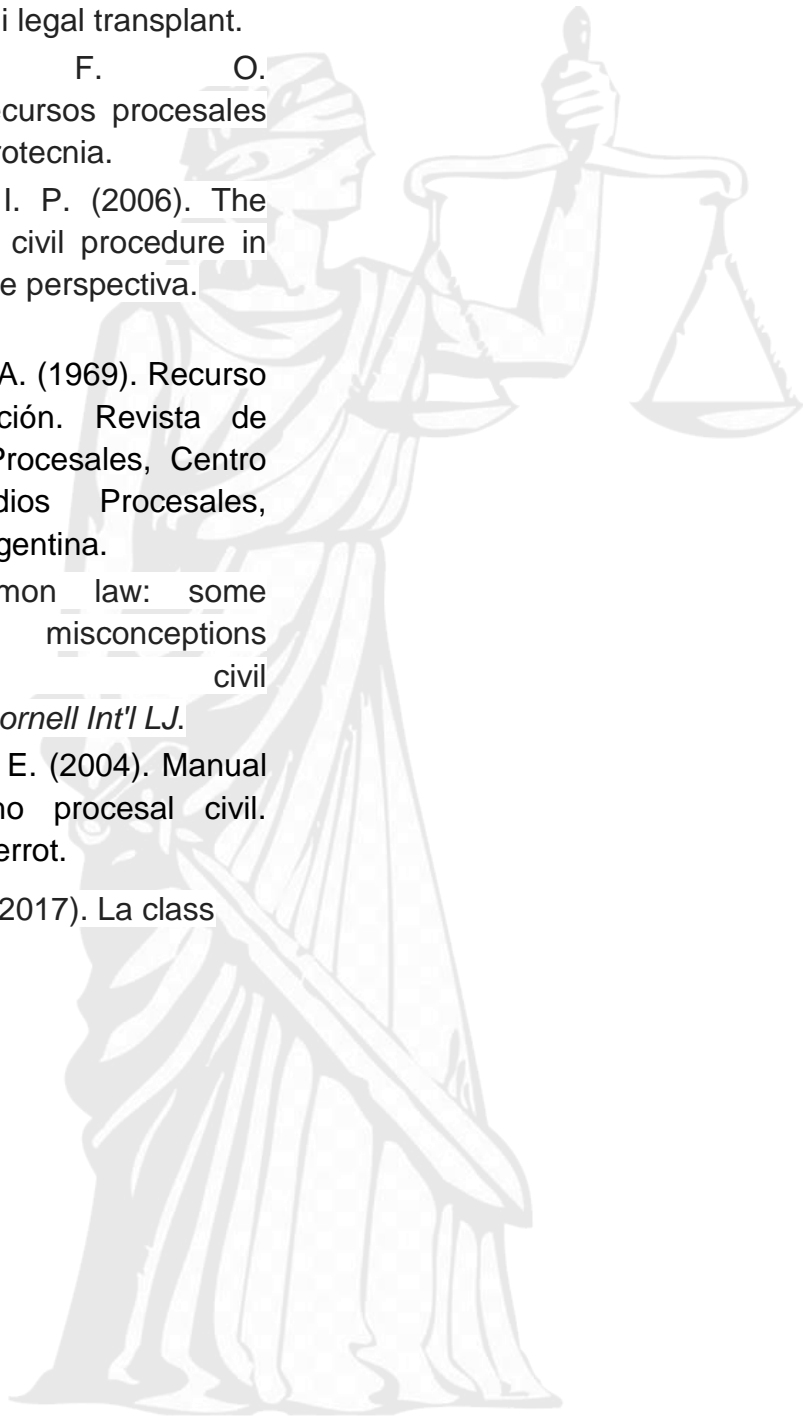 i legal transplant.
F. O.
ecursos procesales
rotecnia.
I. P. (2006). The
civil procedure in
e perspectiva.
A. (1969). Recurso
ción. Revista de
Procesales, Centro
dios Procesales,
gentina.
mon law: some
misconceptions
civil
ornell Int'l LJ.
E. (2004). Manual
no procesal civil.
errot.
2017). La class